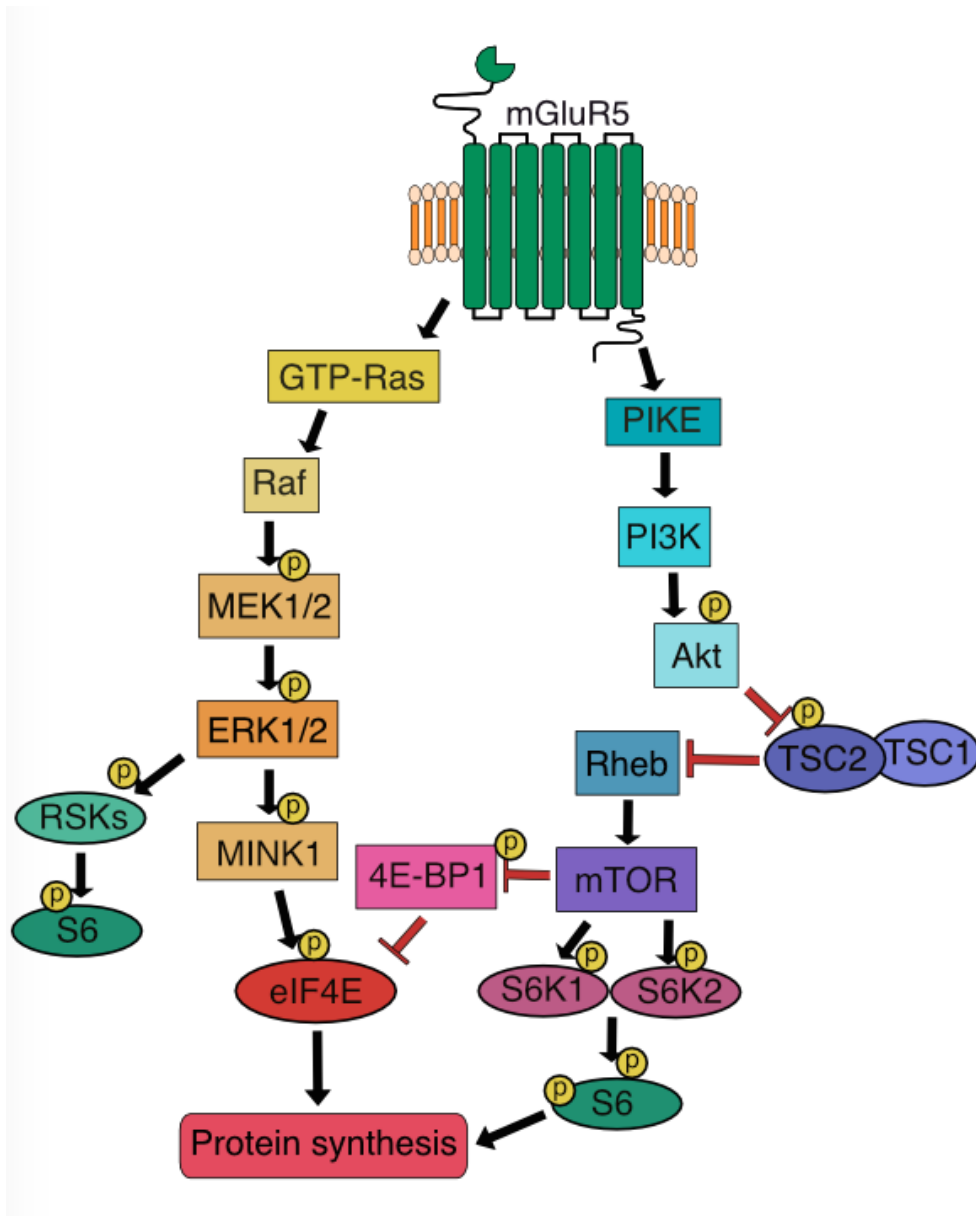 mGluR5
GTP-Ras
PIKE
Raf
PI3K
p
MEK1/2
p
Akt
p
ERK1/2
p
TSC2
TSC1
Rheb
p
RSKs
p
MINK1
p
4E-BP1
mTOR
p
S6
p
eIF4E
p
S6K1
p
S6K2
p
p
S6
Protein synthesis